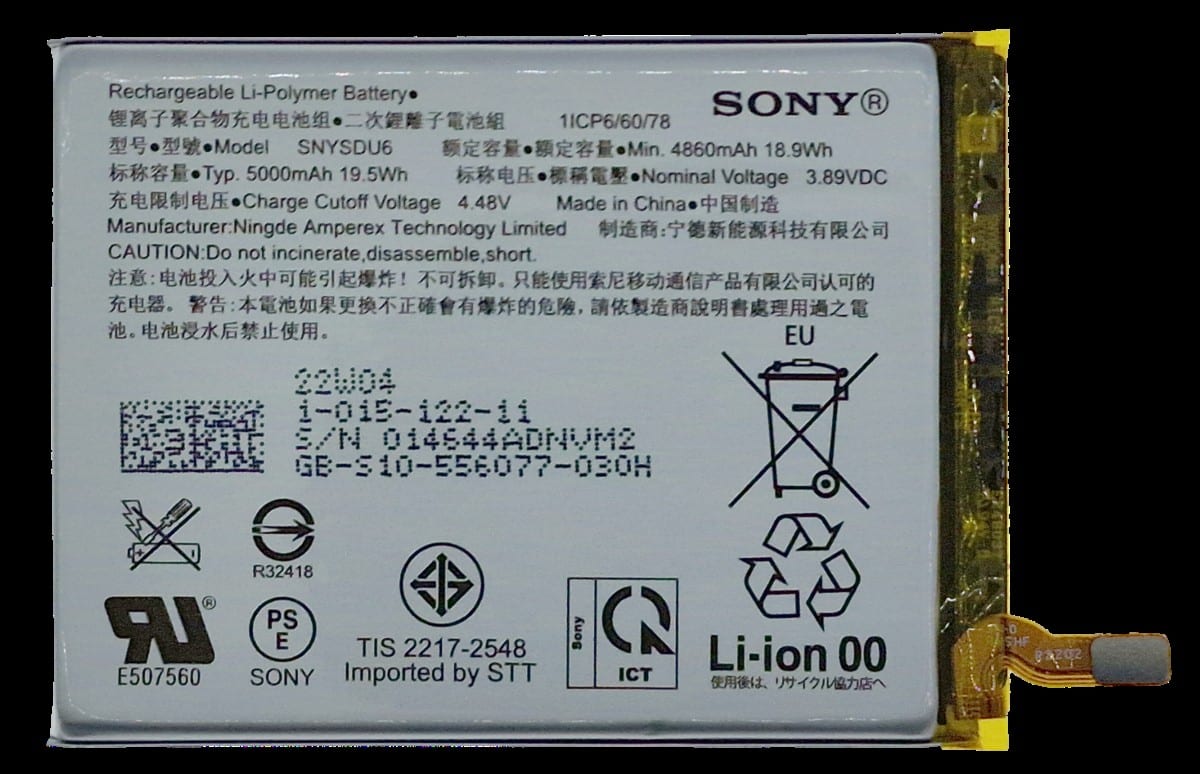 Rechargeable Li-Polymer Battery●
SONY®
锂离子聚合物充电电池组●二次鋰離子電池組 1ICP6/60/78
型号●型號●Model SNYSDU6 额定容量●額定容量●Min. 4860mAh 18.9Wh
标称容量●Typ. 5000mAh 19.5Wh 标称电压●標稱電壓●Nominal Voltage 3.89VDC
充电限制电压●Charge Cutoff Voltage 4.48V Made in China●中国制造
Manufacturer:Ningde Amperex Technology Limited 制造商:宁德新能源科技有限公司
CAUTION:Do not incinerate,disassemble,short.
注意:电池投入火中可能引起爆炸！不可拆卸。只能使用索尼移动通信产品有限公司认可的
充电器。警告:本電池如果更換不正確會有爆炸的危險,請依製造商說明書處理用過之電
池。电池浸水后禁止使用。
EU
22W04
1-015-122-11
S/N 014644ADNVM2
GB-S10-556077-030H
R32418
®
E507560
PS
E
SONY
TIS 2217-2548
Imported by STT
Sony
ICT
Li-ion 00
使用後は、リサイクル協力店へ